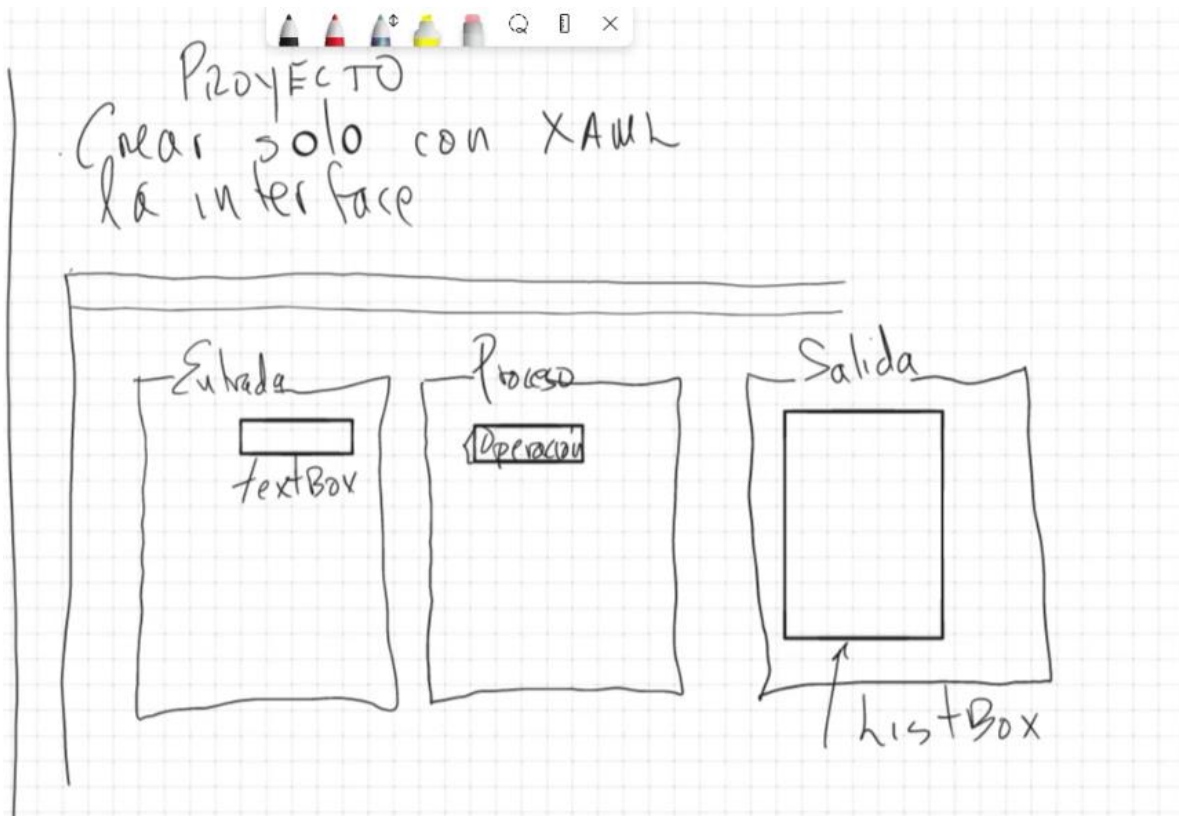 PROYECTO
Crear solo con XAML
la interface
Entrada
Proceso
Salida
Operación
textBox
ListBox